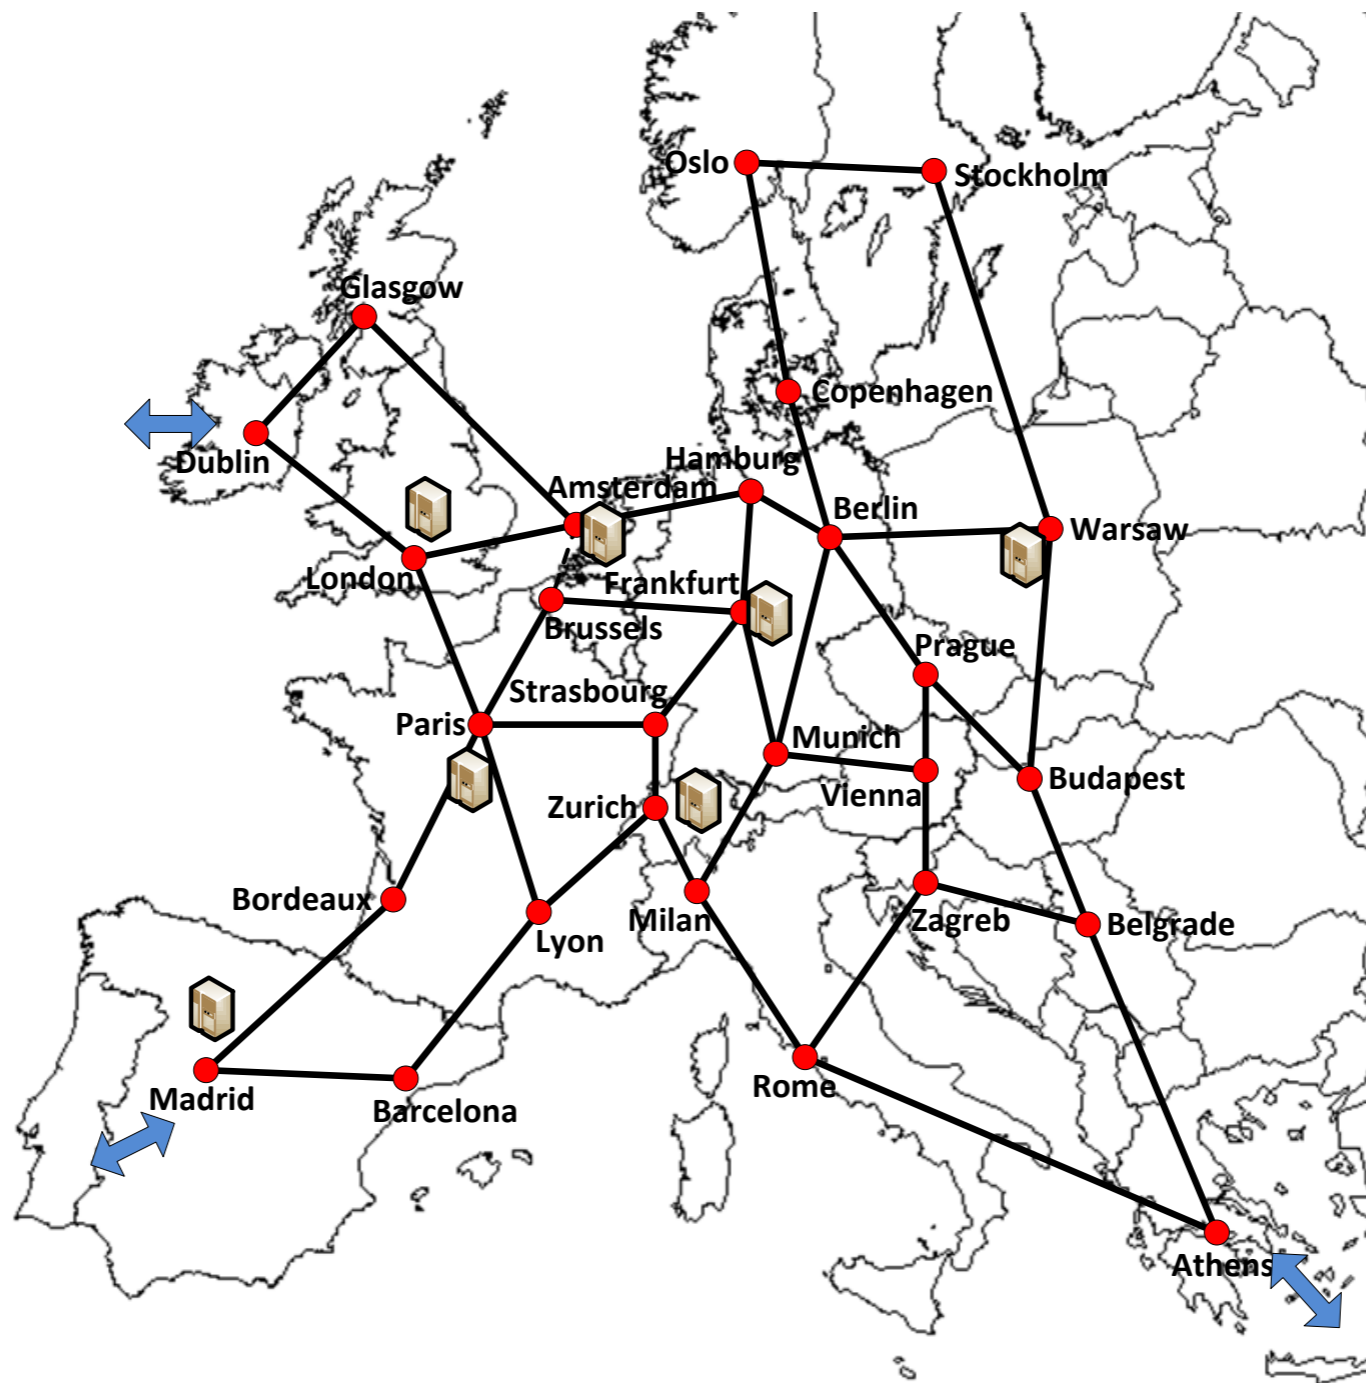 Oslo
Stockholm
Glasgow
Copenhagen
Dublin
Hamburg
Amsterdam
Berlin
Warsaw
London
Frankfurt
Brussels
Prague
Strasbourg
Paris
Munich
Vienna
Budapest
Zurich
Bordeaux
Lyon
Milan
Zagreb
Belgrade
Madrid
Barcelona
Rome
Athens